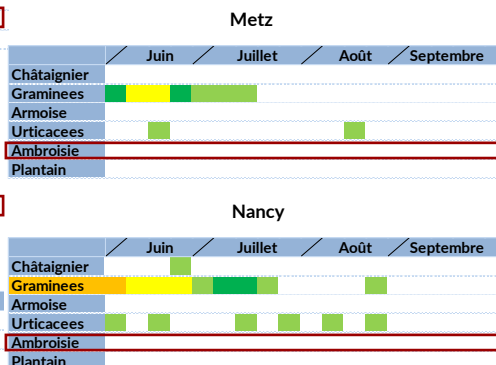 Metz
Juin Juillet Août Septembre
Châtaignier
Graminees
Armoise
Urticacees
Ambroisie
Plantain
Nancy
Juin Juillet Août Septembre
Châtaignier
Graminees
Armoise
Urticacees
Ambroisie
Plantain